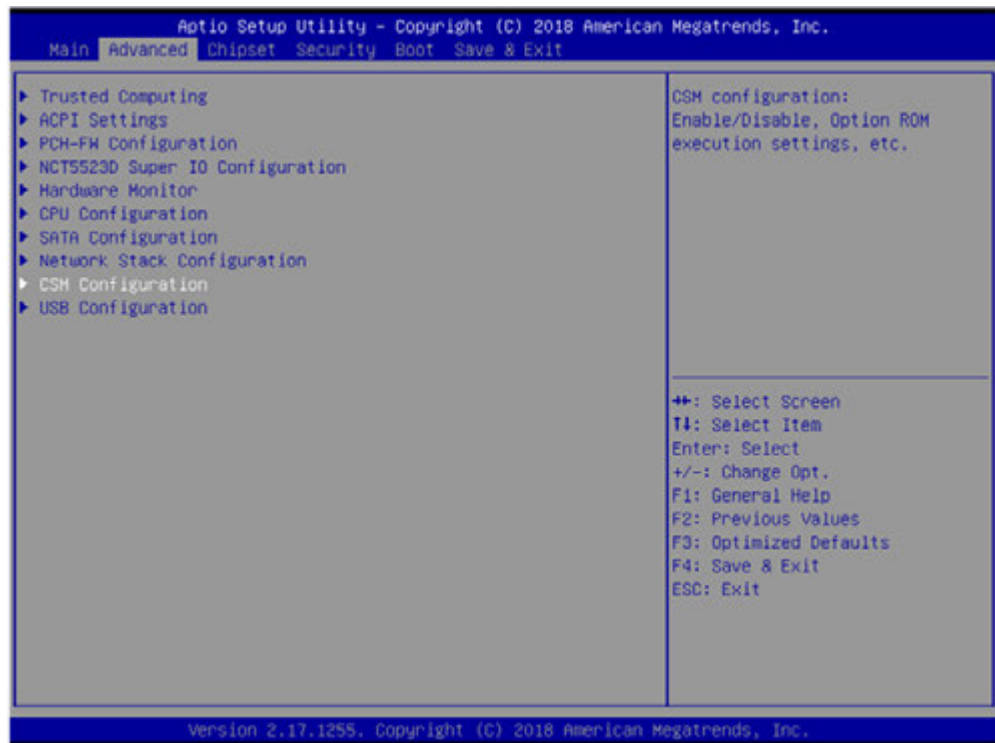 Aptio Setup Utility – Copyright (C) 2018 American Megatrends, Inc.
Main Advanced Chipset Security Boot Save & Exit
▶ Trusted Computing
▶ ACPI Settings
▶ PCH-FW Configuration
▶ NCT5523D Super IO Configuration
▶ Hardware Monitor
▶ CPU Configuration
▶ SATA Configuration
▶ Network Stack Configuration
▶ CSM Configuration
▶ USB Configuration
CSM configuration:
Enable/Disable, Option ROM
execution settings, etc.
→←: Select Screen
↑↓: Select Item
Enter: Select
+/-: Change Opt.
F1: General Help
F2: Previous Values
F3: Optimized Defaults
F4: Save & Exit
ESC: Exit
Version 2.17.1255. Copyright (C) 2018 American Megatrends, Inc.